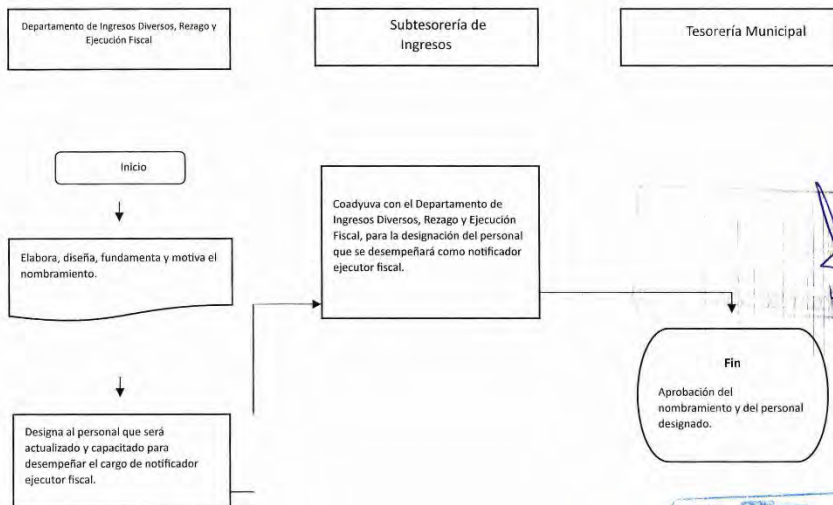 Departamento de Ingresos Diversos, Rezago y
Ejecución Fiscal
Subtesorería de
Ingresos
Tesorería Municipal
Inicio
Elabora, diseña, fundamenta y motiva el
nombramiento.
Designa al personal que será
actualizado y capacitado para
desempeñar el cargo de notificador
ejecutor fiscal.
Coadyuva con el Departamento de
Ingresos Diversos, Rezago y Ejecución
Fiscal, para la designación del personal
que se desempeñará como notificador
ejecutor fiscal.
Fin
Aprobación del
nombramiento y del personal
designado.